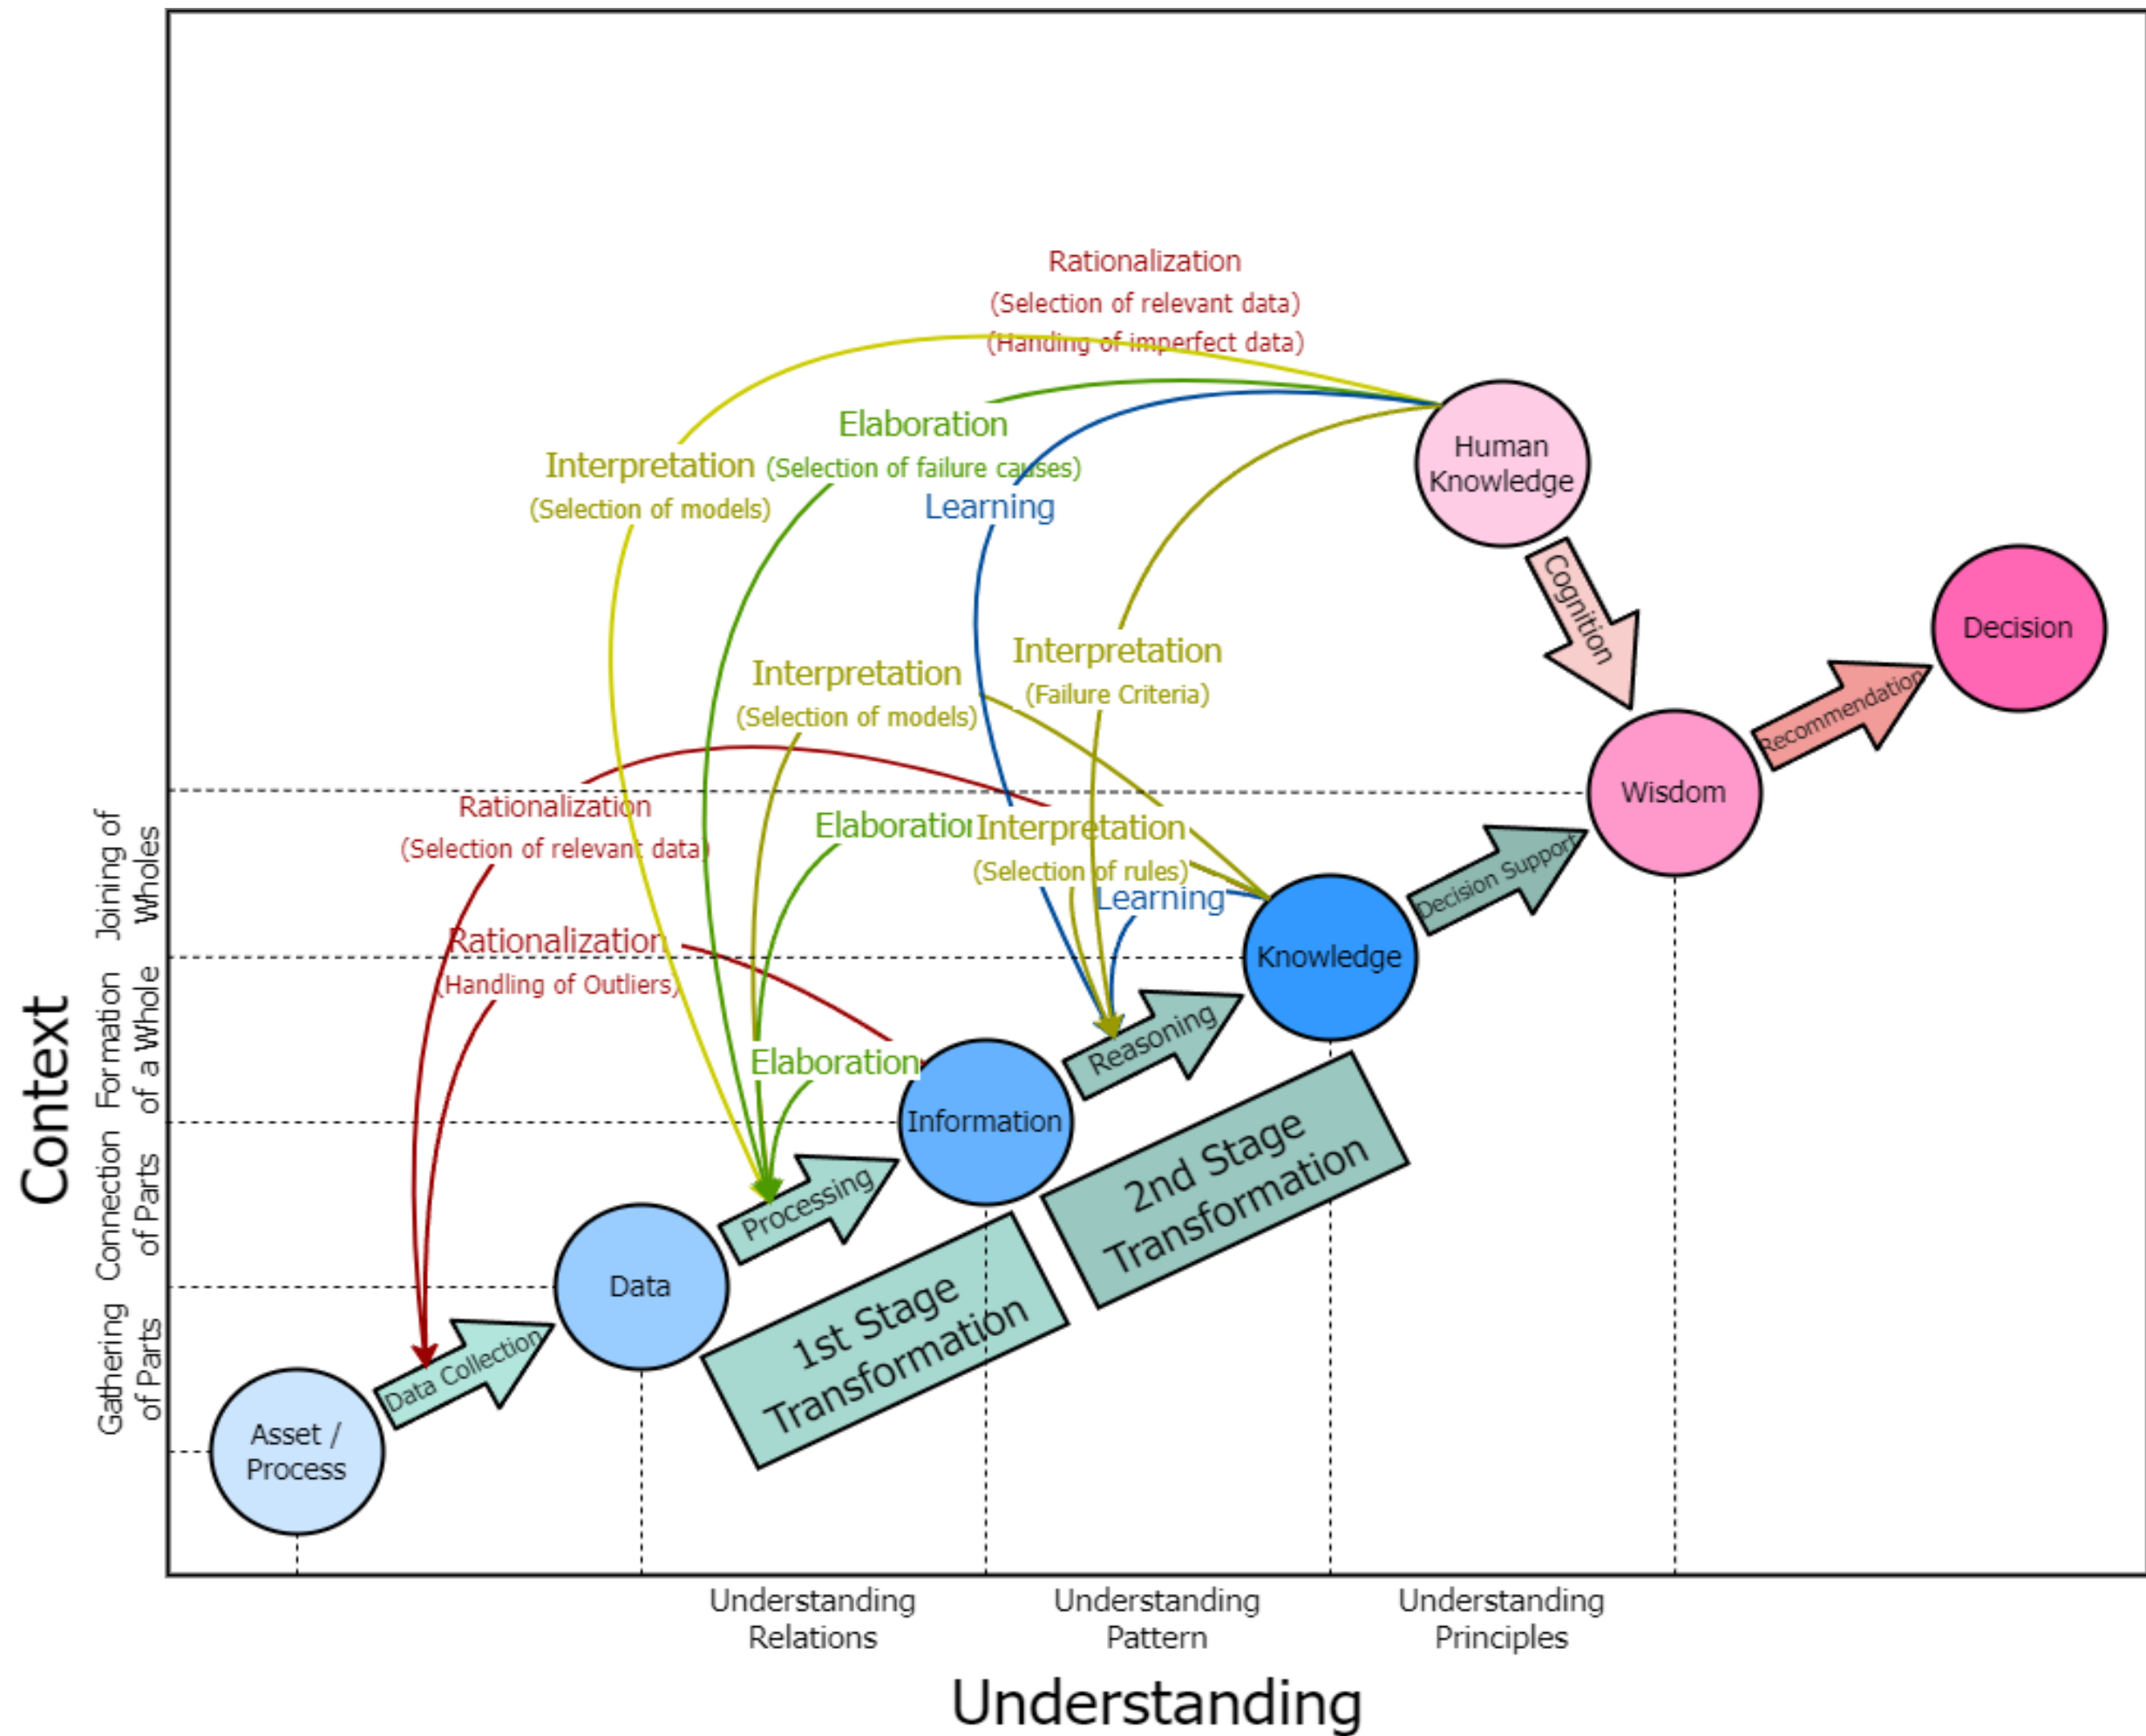 Rationalization
(Selection of relevant data)
(Handing of imperfect data)
Elaboration
(Selection of failure causes)
Interpretation
(Selection of models)
Learning
Human
Knowledge
Cognition
Decision
Recommendation
Interpretation
(Selection of models)
Interpretation
(Failure Criteria)
Wisdom
Rationalization
(Selection of relevant data)
Elaboration
Interpretation
(Selection of rules)
Learning
Decision Support
Knowledge
Rationalization
(Handling of Outliers)
Reasoning
Elaboration
Information
2nd Stage
Transformation
Processing
Data
1st Stage
Transformation
Data Collection
Asset /
Process
Context
Joining of
Wholes
Formation
of a Whole
Connection
of Parts
Gathering
of Parts
Understanding
Relations
Understanding
Pattern
Understanding
Principles
Understanding